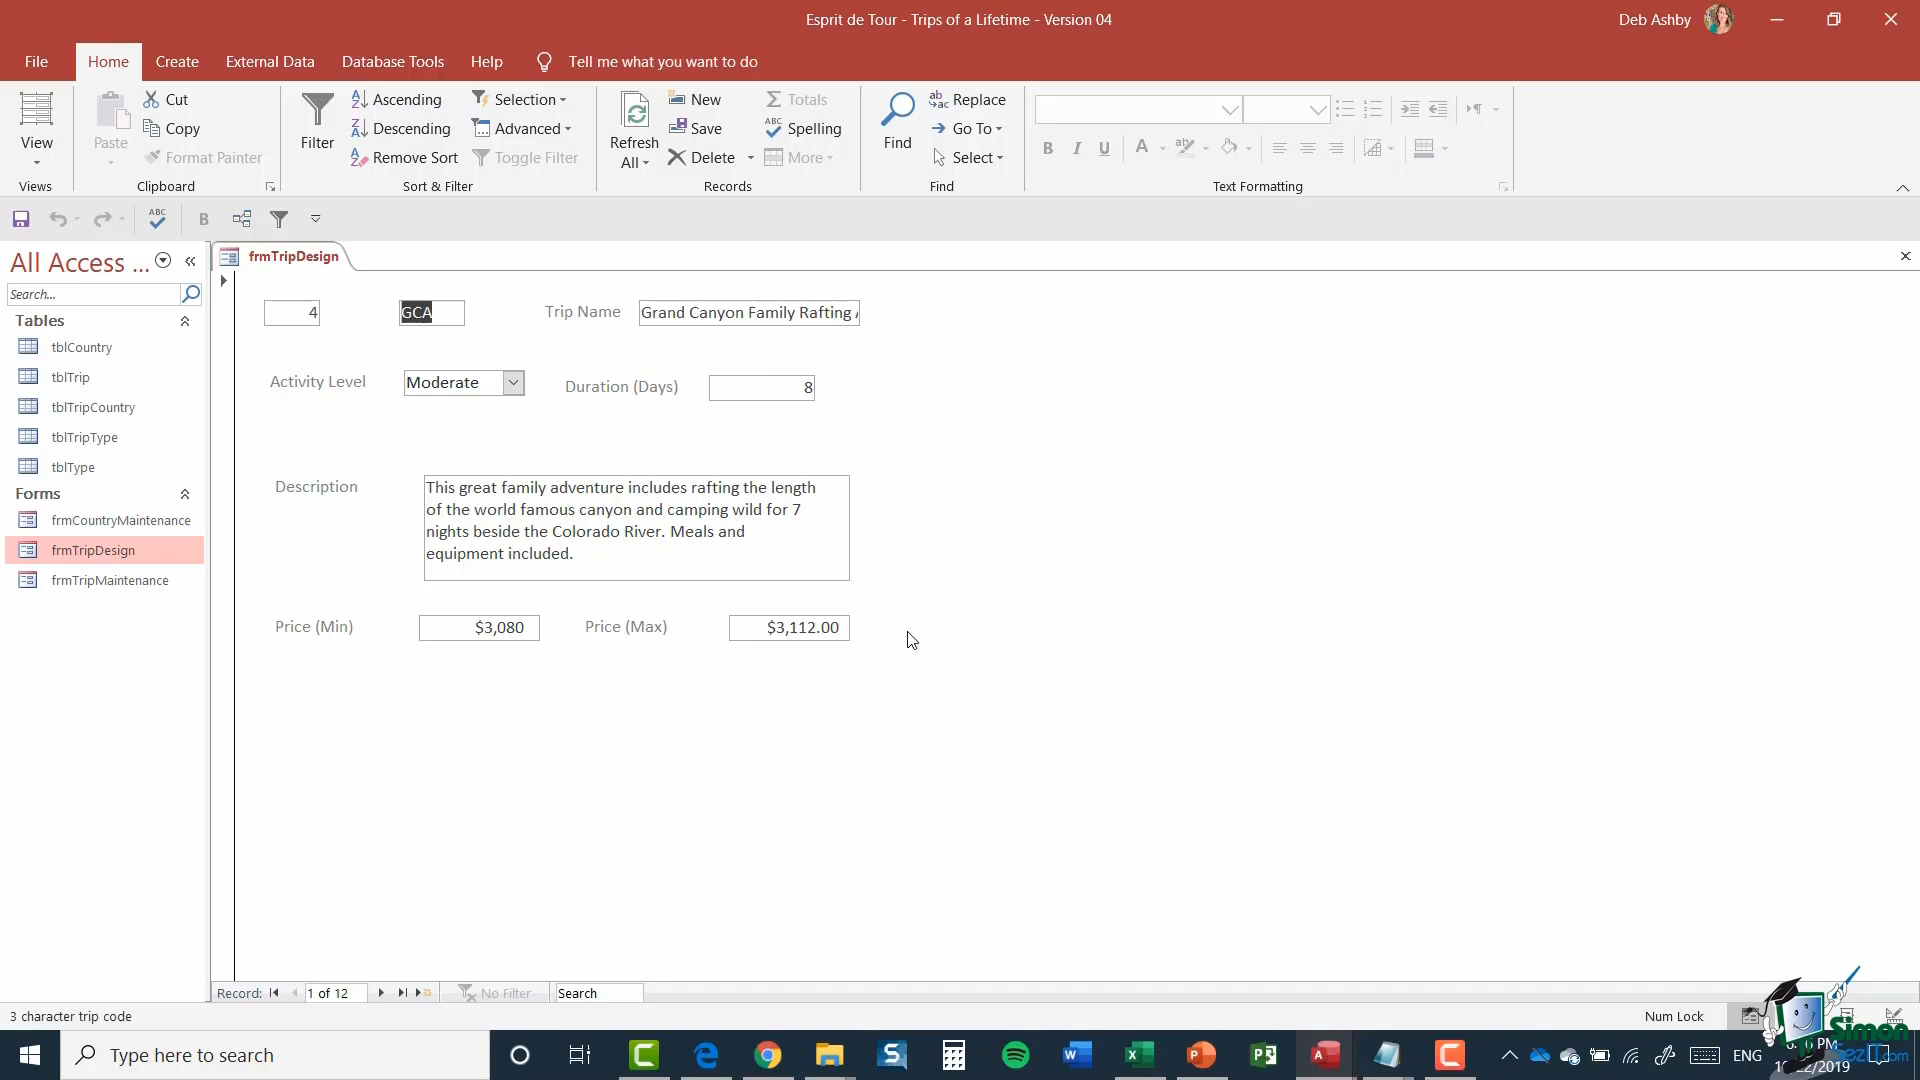 Esprit de Tour - Trips of a Lifetime - Version 04
Deb Ashby
File Home Create External Data Database Tools Help Tell me what you want to do
View
Views
Paste
Cut
Copy
Format Painter
Clipboard
Filter
Ascending
Descending
Remove Sort
Selection
Advanced
Toggle Filter
Sort & Filter
Refresh
All
New
Save
Delete
Totals
Spelling
More
Records
Find
Replace
Go To
Select
Find
Text Formatting
All Access ...
Search...
Tables
tblCountry
tblTrip
tblTripCountry
tblTripType
tblType
Forms
frmCountryMaintenance
frmTripDesign
frmTripMaintenance
frmTripDesign
4 GCA Trip Name Grand Canyon Family Rafting
Activity Level Moderate Duration (Days) 8
Description
This great family adventure includes rafting the length
of the world famous canyon and camping wild for 7
nights beside the Colorado River. Meals and
equipment included.
Price (Min) $3,080 Price (Max) $3,112.00
Record: 1 of 12 No Filter Search
3 character trip code
Num Lock
Type here to search
ENG
PM
Simon
SezIT.com